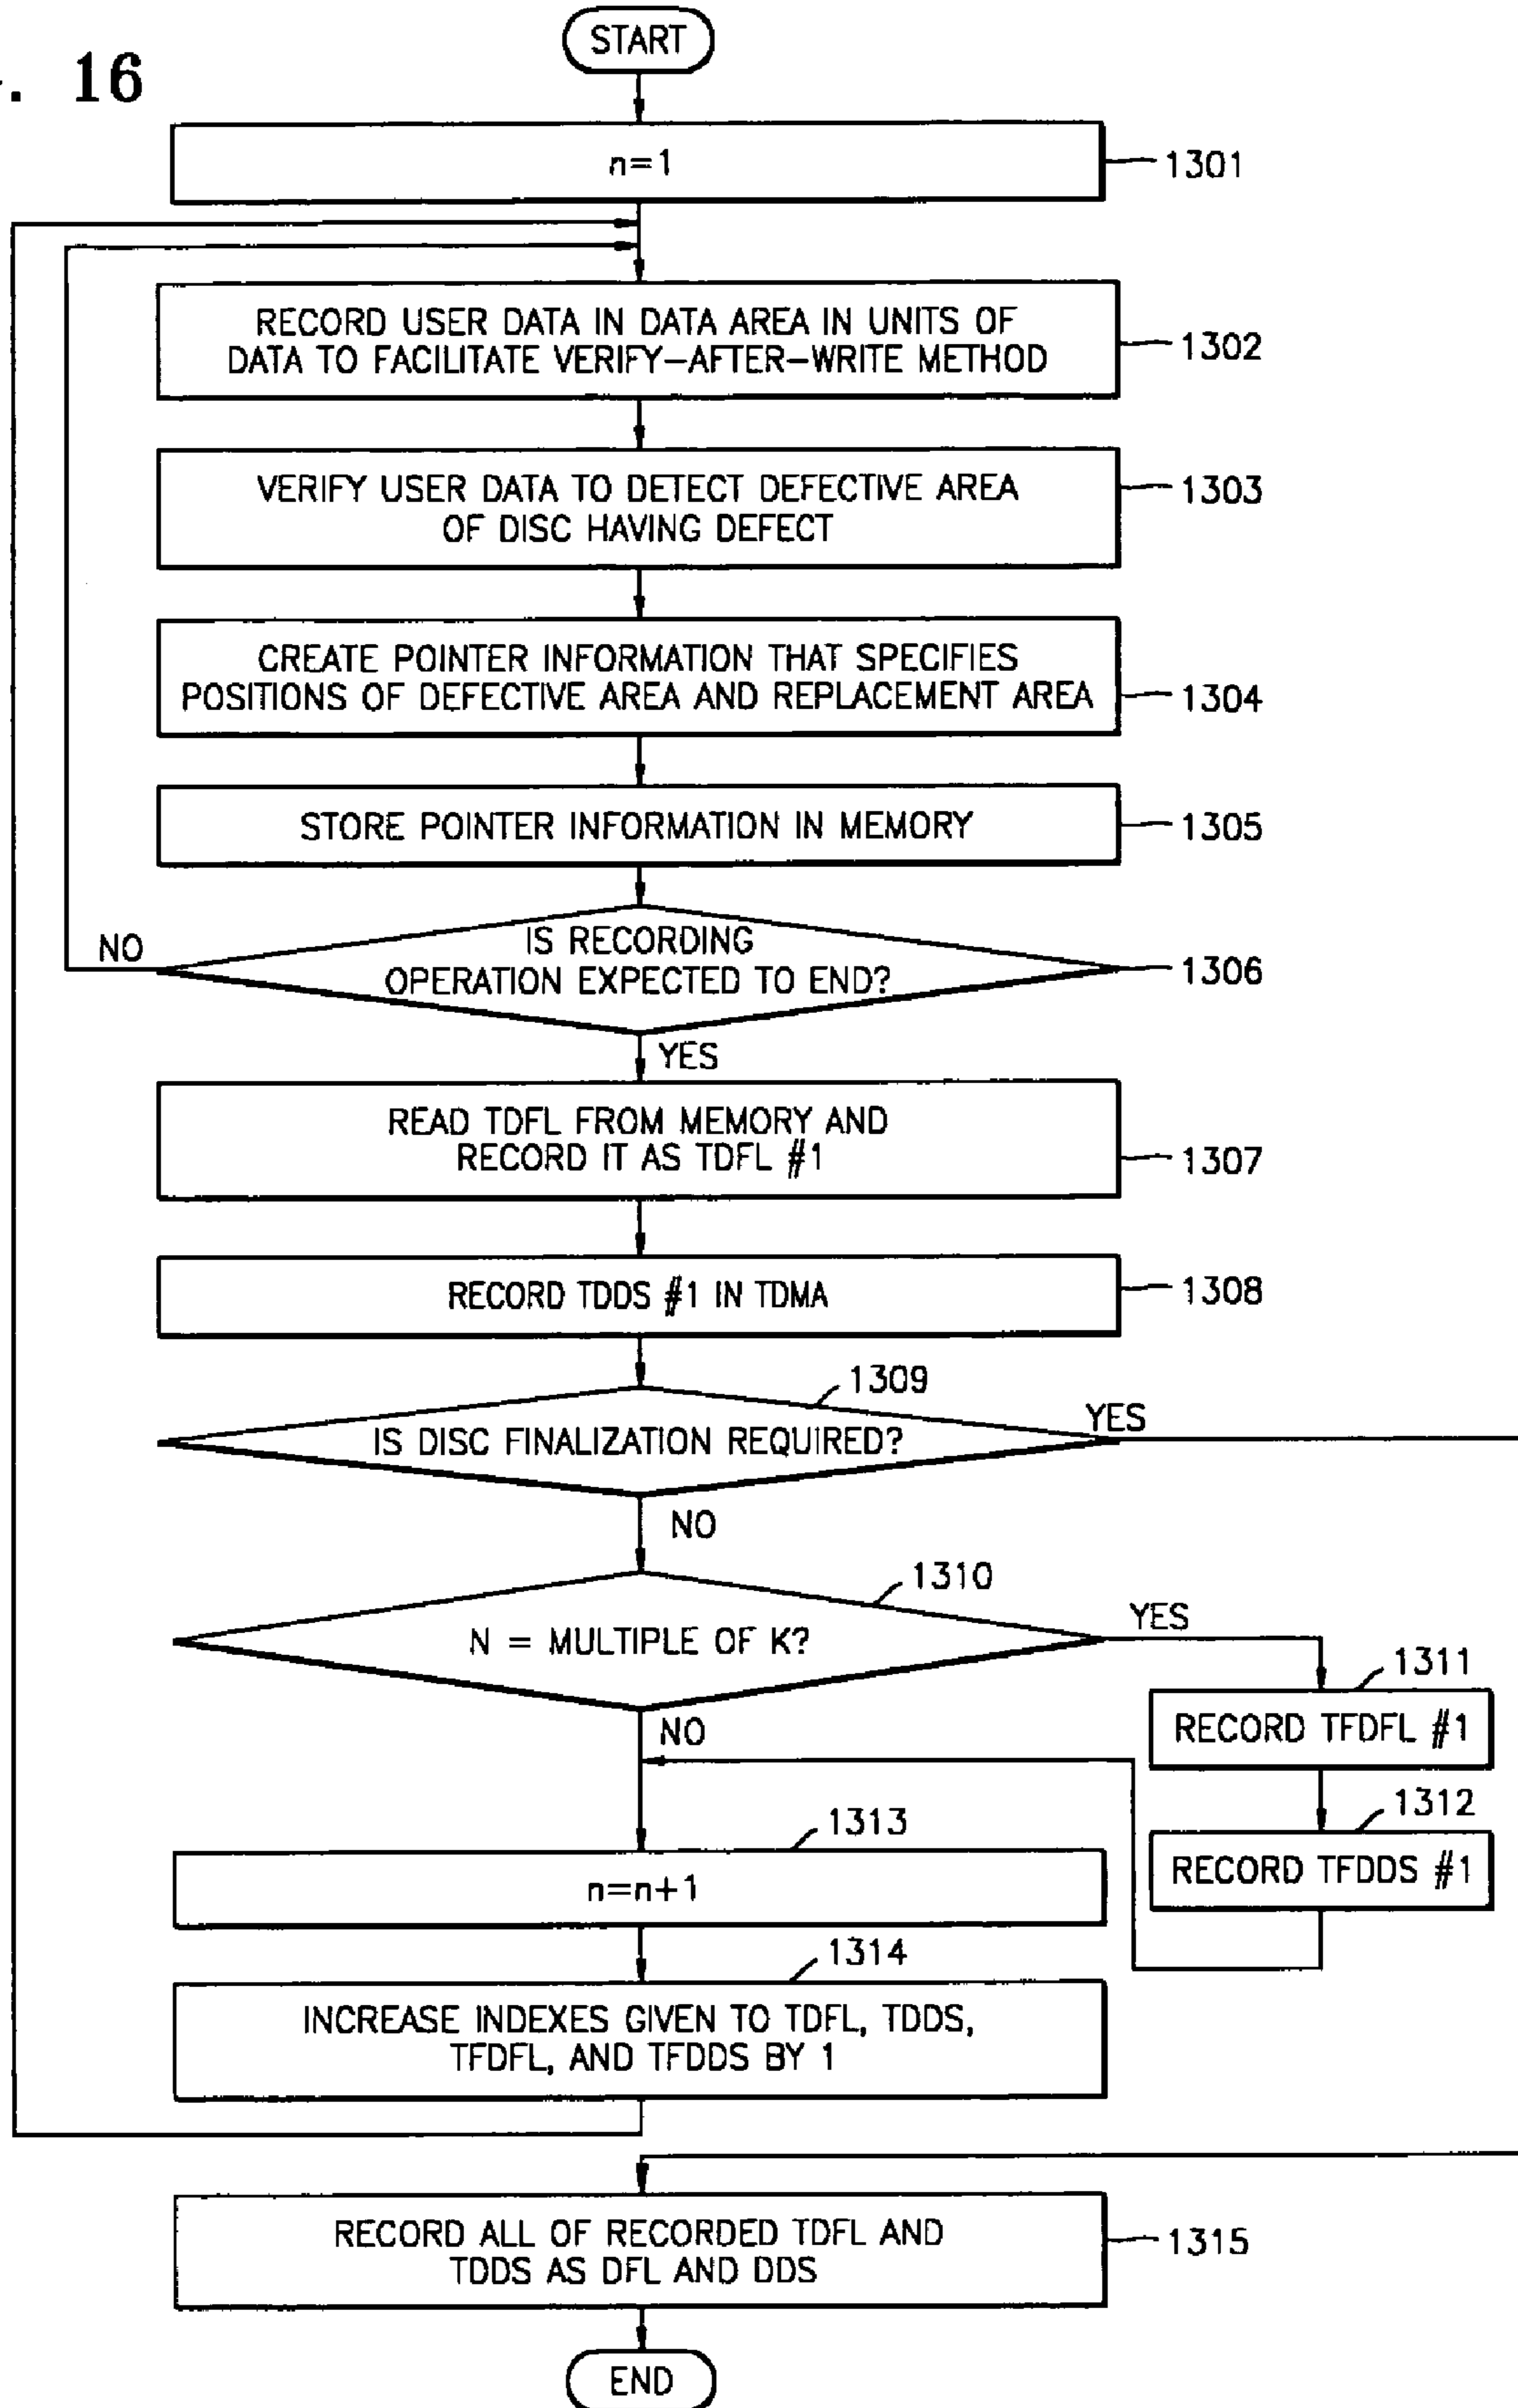 . 16
START
n=1
1301
RECORD USER DATA IN DATA AREA IN UNITS OF
DATA TO FACILITATE VERIFY-AFTER-WRITE METHOD
1302
VERIFY USER DATA TO DETECT DEFECTIVE AREA
OF DISC HAVING DEFECT
1303
CREATE POINTER INFORMATION THAT SPECIFIES
POSITIONS OF DEFECTIVE AREA AND REPLACEMENT AREA
1304
STORE POINTER INFORMATION IN MEMORY
1305
NO
IS RECORDING
OPERATION EXPECTED TO END?
1306
YES
READ TDFL FROM MEMORY AND
RECORD IT AS TDFL #1
1307
RECORD TDDS #1 IN TDMA
1308
1309
IS DISC FINALIZATION REQUIRED?
YES
NO
1310
N = MULTIPLE OF K?
YES
1311
RECORD TFDFL #1
NO
1312
RECORD TFDDS #1
1313
n=n+1
1314
INCREASE INDEXES GIVEN TO TDFL, TDDS,
TFDFL, AND TFDDS BY 1
RECORD ALL OF RECORDED TDFL AND
TDDS AS DFL AND DDS
1315
END